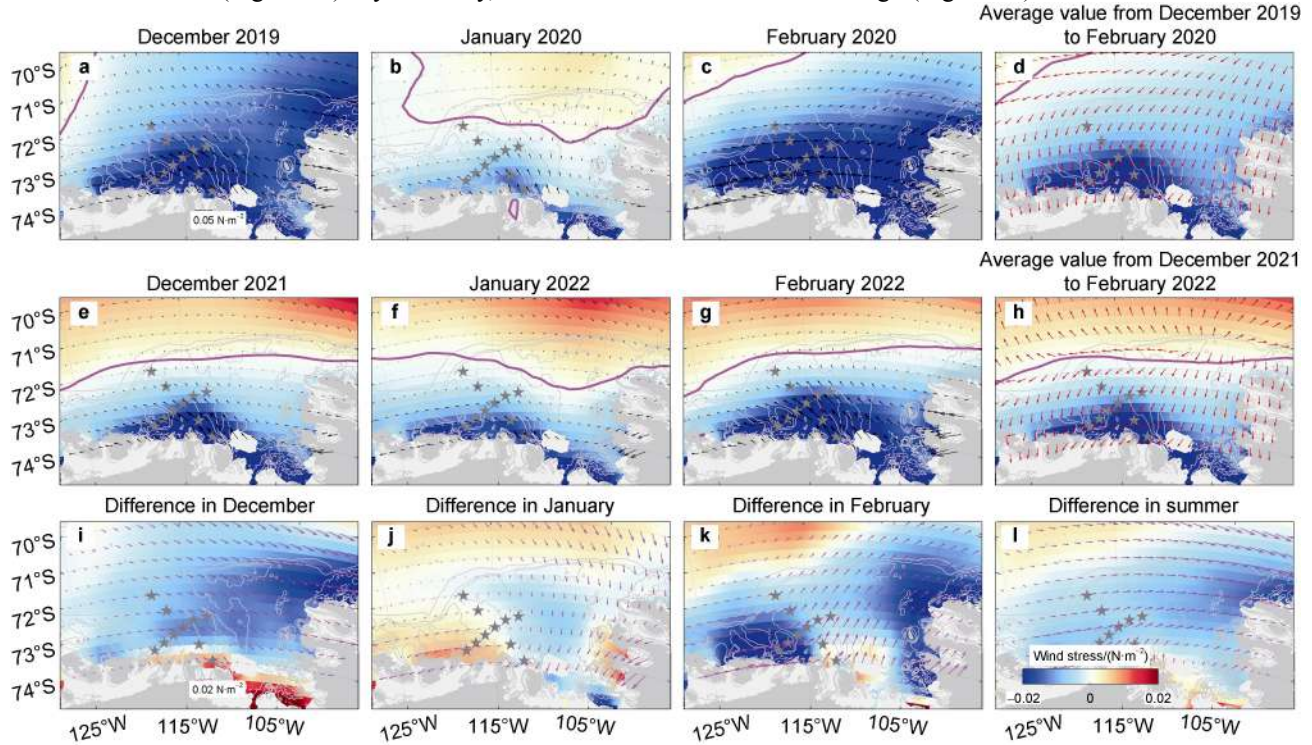 Average value from December 2019
December 2019 January 2020 February 2020 to February 2020
a b c d
70°S
71°S
72°S
73°S
74°S
0.05 N·m⁻²
Average value from December 2021
December 2021 January 2022 February 2022 to February 2022
e f g h
70°S
71°S
72°S
73°S
74°S
Difference in December Difference in January Difference in February Difference in summer
i j k l
70°S
71°S
72°S
73°S
74°S
0.02 N·m⁻²
Wind stress/(N·m⁻²)
−0.02 0 0.02
125°W 115°W 105°W 125°W 115°W 105°W 125°W 115°W 105°W 125°W 115°W 105°W